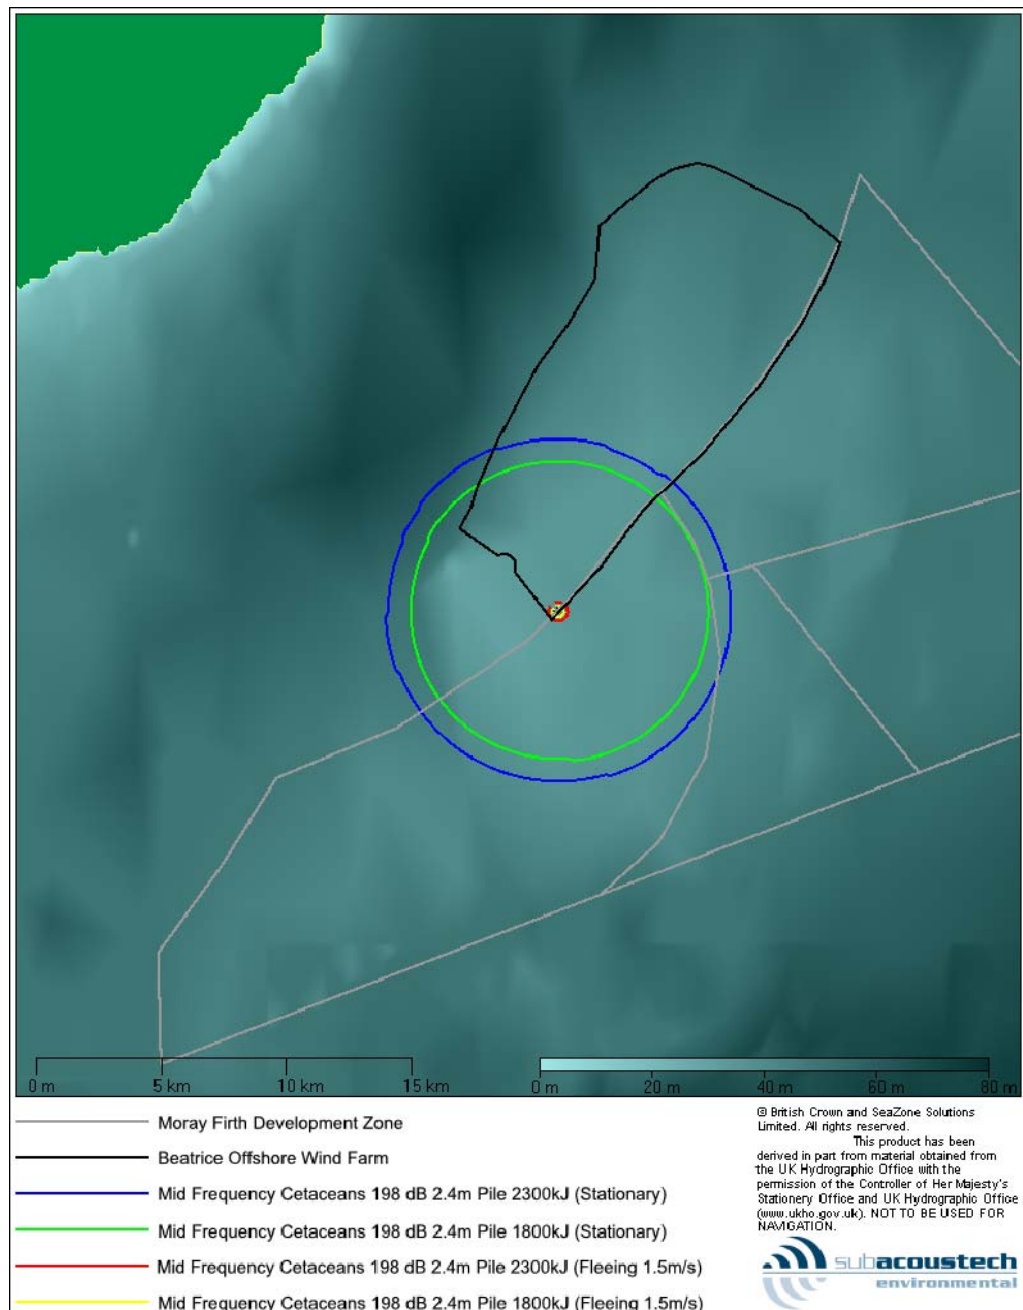 0 m 5 km 10 km 15 km
0 m 20 m 40 m 60 m 80 m
Moray Firth Development Zone
Beatrice Offshore Wind Farm
Mid Frequency Cetaceans 198 dB 2.4m Pile 2300kJ (Stationary)
Mid Frequency Cetaceans 198 dB 2.4m Pile 1800kJ (Stationary)
Mid Frequency Cetaceans 198 dB 2.4m Pile 2300kJ (Fleeing 1.5m/s)
Mid Frequency Cetaceans 198 dB 2.4m Pile 1800kJ (Fleeing 1.5m/s)
© British Crown and SeaZone Solutions
Limited. All rights reserved.
This product has been
derived in part from material obtained from
the UK Hydrographic Office with the
permission of the Controller of Her Majesty's
Stationery Office and UK Hydrographic Office
(www.ukho.gov.uk). NOT TO BE USED FOR
NAVIGATION.
subacoustech
environmental